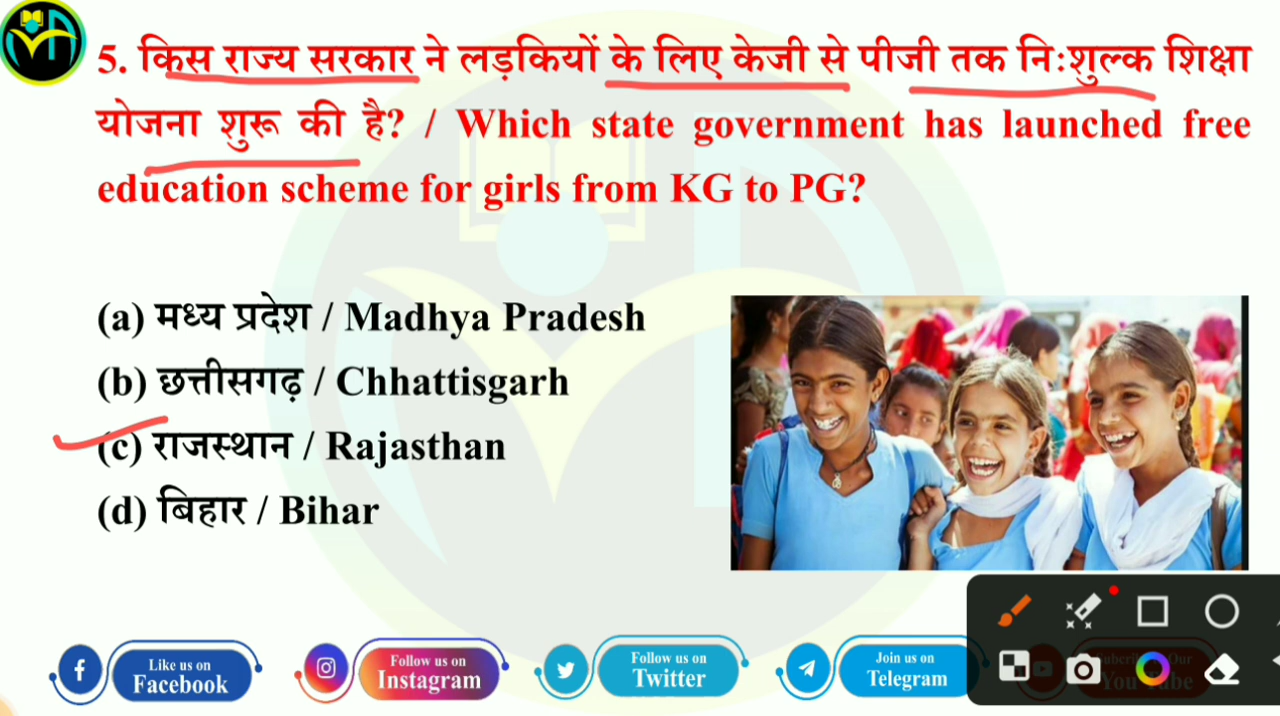 5. किस राज्य सरकार ने लड़कियों के लिए केजी से पीजी तक नि:शुल्क शिक्षा
योजना शुरू की है? / Which state government has launched free
education scheme for girls from KG to PG?
(a) मध्य प्रदेश / Madhya Pradesh
(b) छत्तीसगढ़ / Chhattisgarh
(c) राजस्थान / Rajasthan
(d) बिहार / Bihar
Like us on
Facebook
Follow us on
Instagram
Follow us on
Twitter
Join us on
Telegram